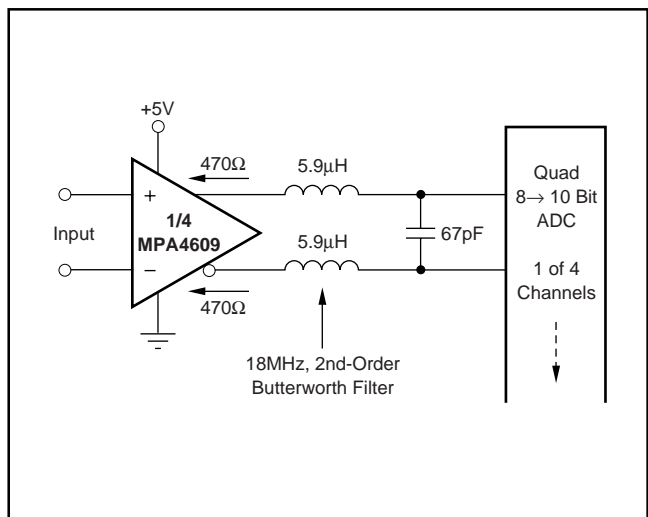 +5V
470Ω
5.9µH
+
1/4
MPA4609
Input
−
5.9µH
67pF
470Ω
18MHz, 2nd-Order
Butterworth Filter
Quad
8→ 10 Bit
ADC
1 of 4
Channels